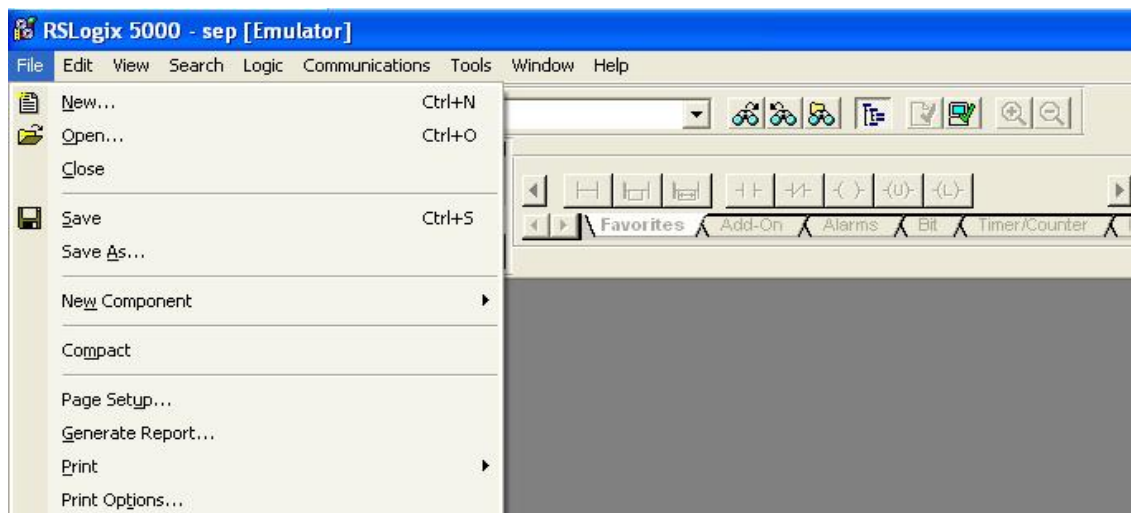 RSLogix 5000 - sep [Emulator]
File Edit View Search Logic Communications Tools Window Help
New... Ctrl+N
Open... Ctrl+O
Close
Save Ctrl+S
Save As...
New Component
Compact
Page Setup...
Generate Report...
Print
Print Options...
(U) (L)
Favorites Add-On Alarms Bit Timer/Counter